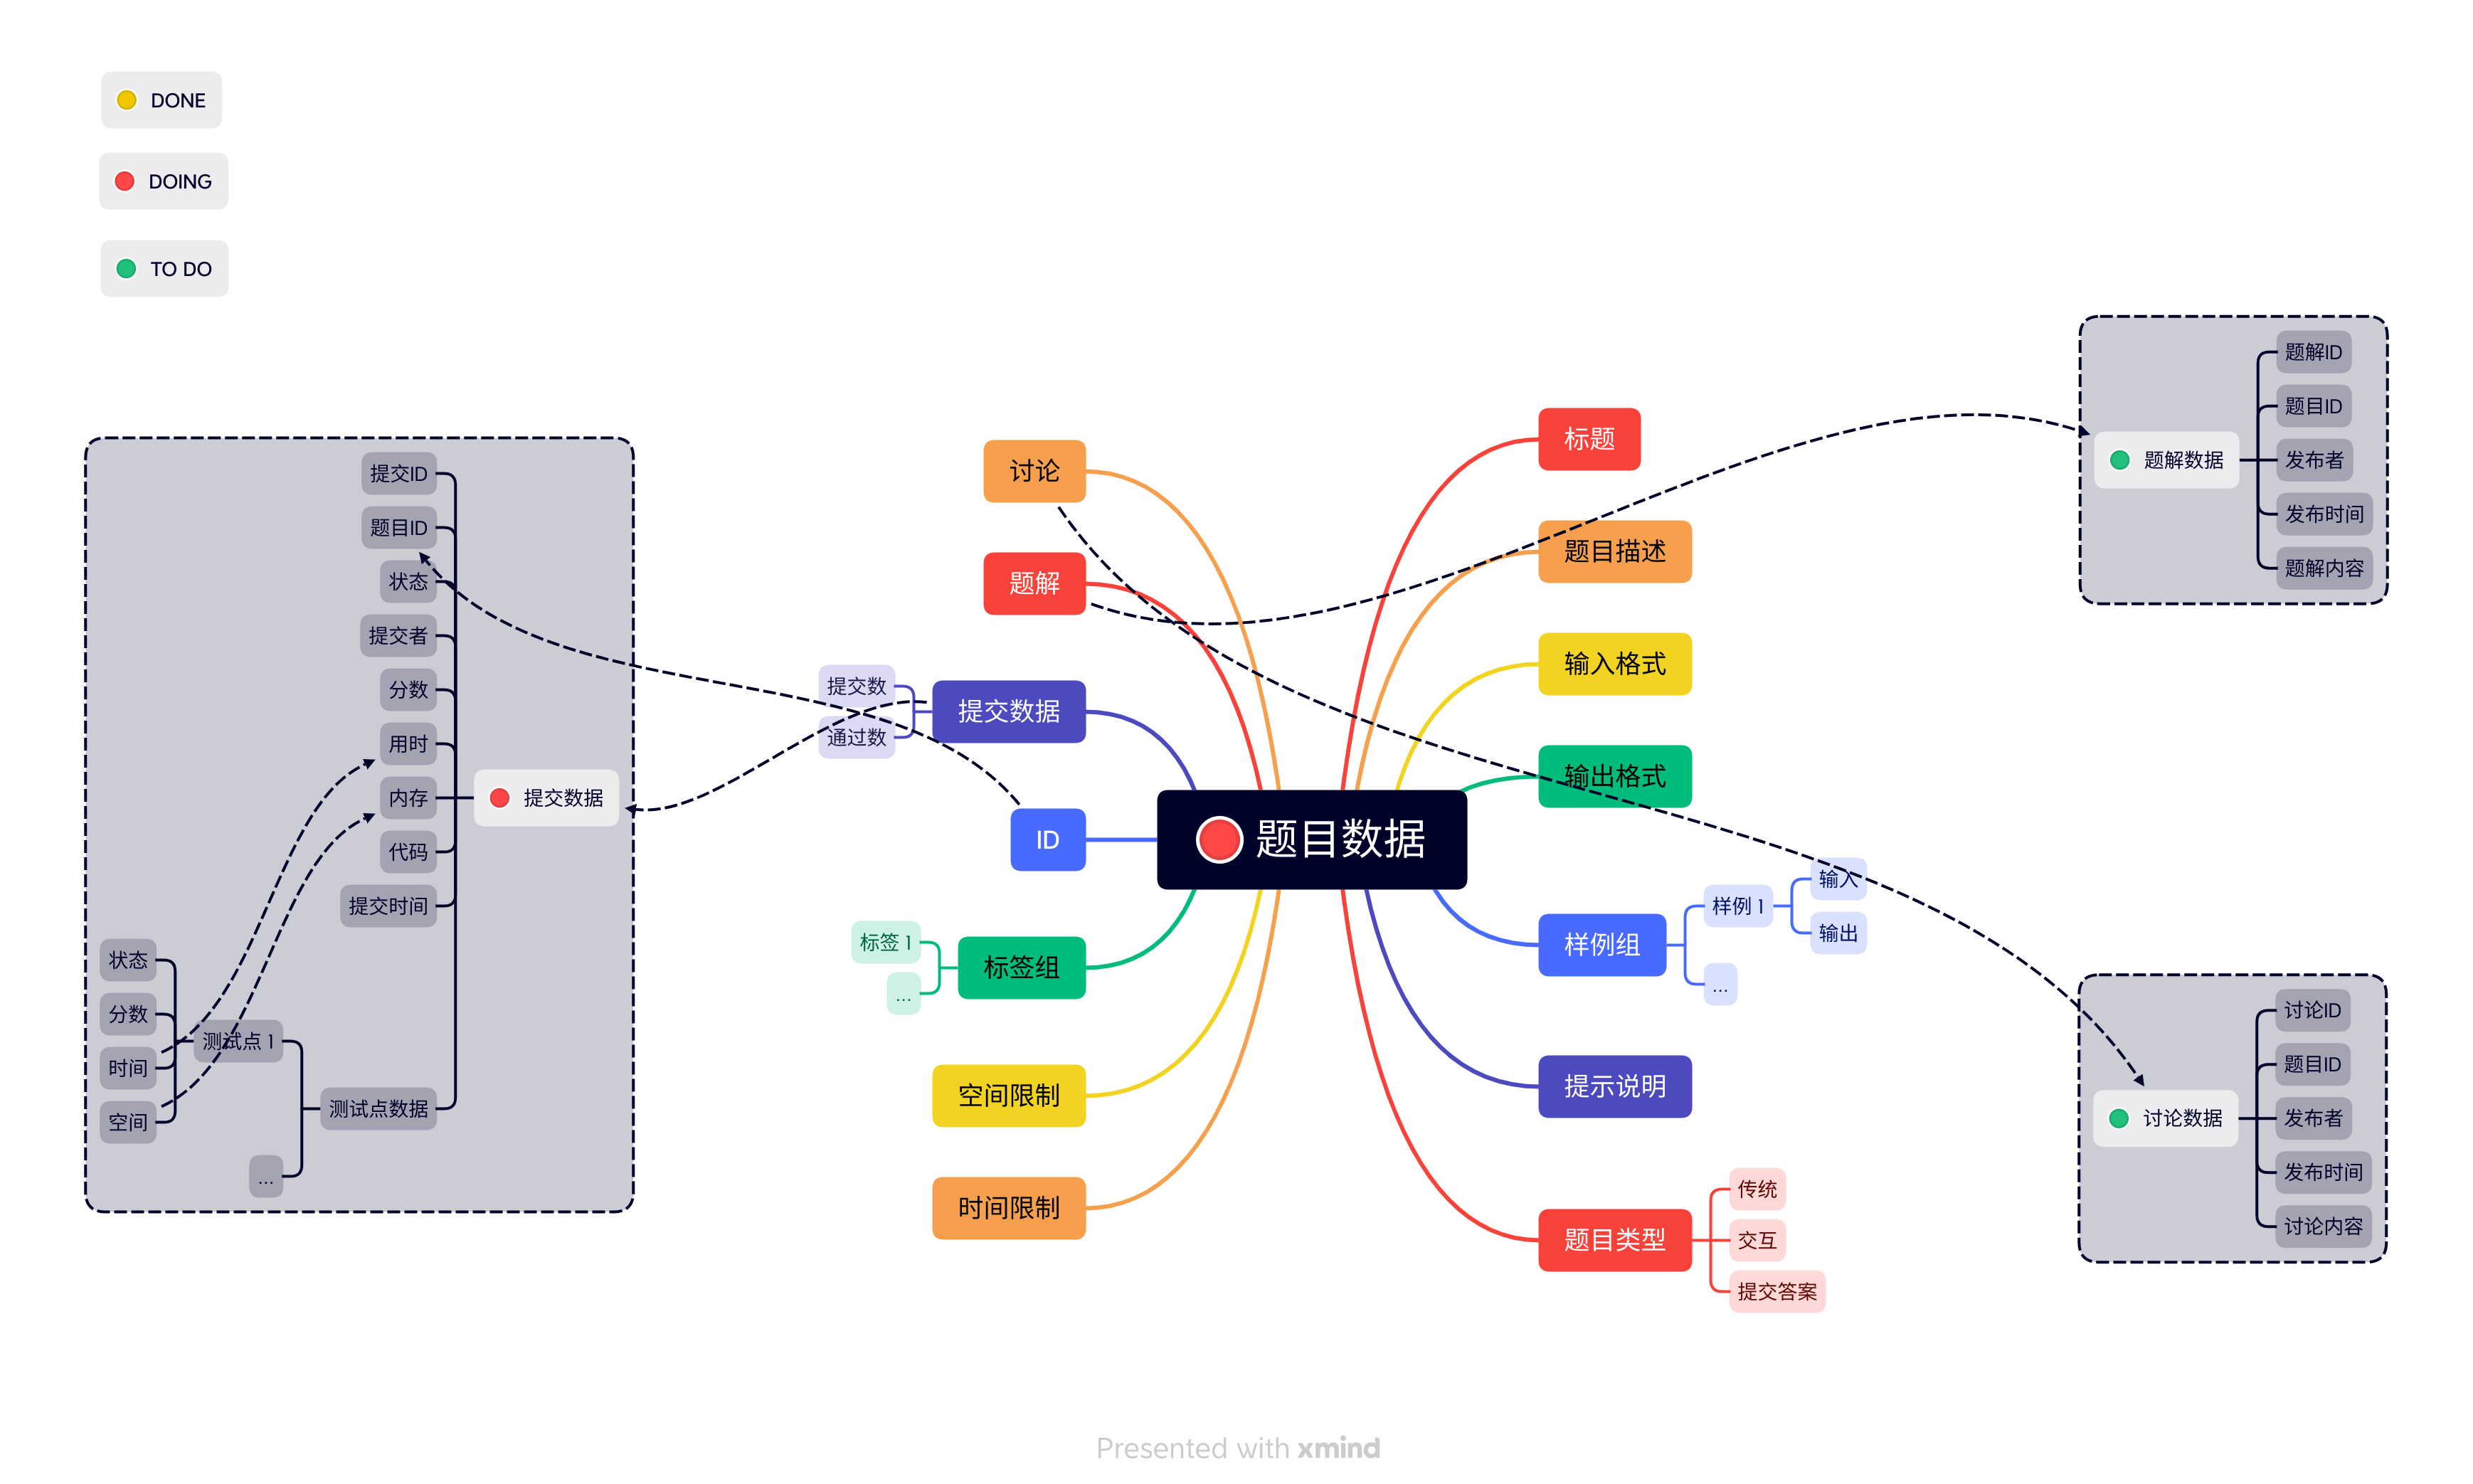 DONE
DOING
TO DO
题目数据
标题
题目描述
输入格式
输出格式
样例组
样例 1
输入
输出
...
提示说明
题目类型
传统
交互
提交答案
讨论
题解
提交数据
提交数
通过数
ID
标签组
标签 1
...
空间限制
时间限制
提交数据
提交ID
题目ID
状态
提交者
分数
用时
内存
代码
提交时间
测试点数据
测试点 1
状态
分数
时间
空间
...
题解数据
题解ID
题目ID
发布者
发布时间
题解内容
讨论数据
讨论ID
题目ID
发布者
发布时间
讨论内容
Presented with xmind